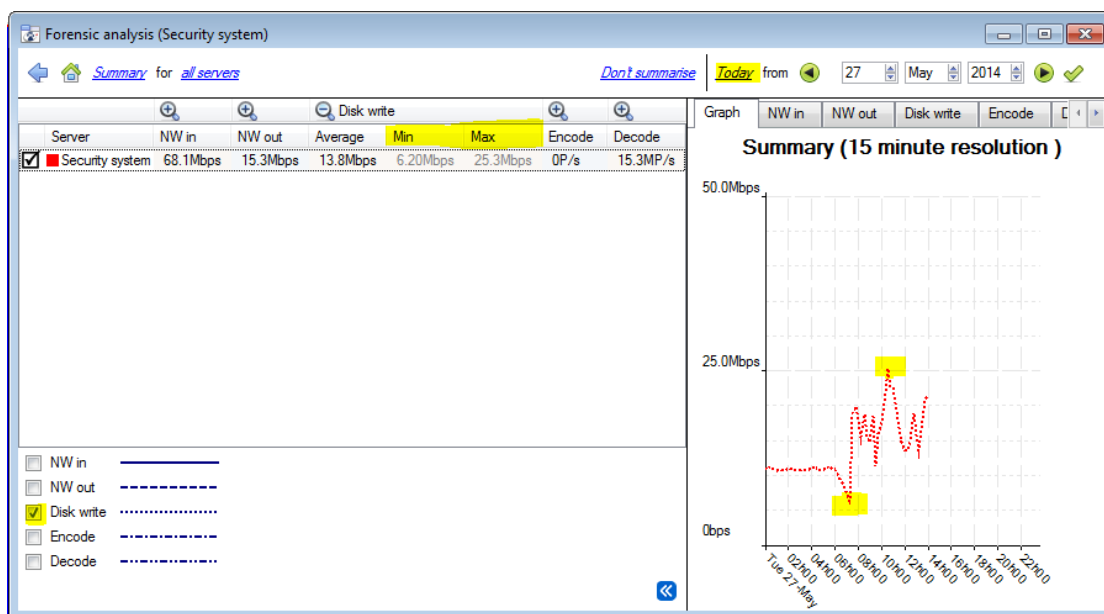 Forensic analysis (Security system)
Summary for all servers Don't summarise Today from 27 May 2014
Disk write
Server NW in NW out Average Min Max Encode Decode
Security system 68.1Mbps 15.3Mbps 13.8Mbps 6.20Mbps 25.3Mbps 0P/s 15.3MP/s
NW in
NW out
Disk write
Encode
Decode
Graph NW in NW out Disk write Encode
Summary (15 minute resolution )
50.0Mbps
25.0Mbps
0bps
Tue 27-May 02h00 04h00 06h00 08h00 10h00 12h00 14h00 16h00 18h00 20h00 22h00